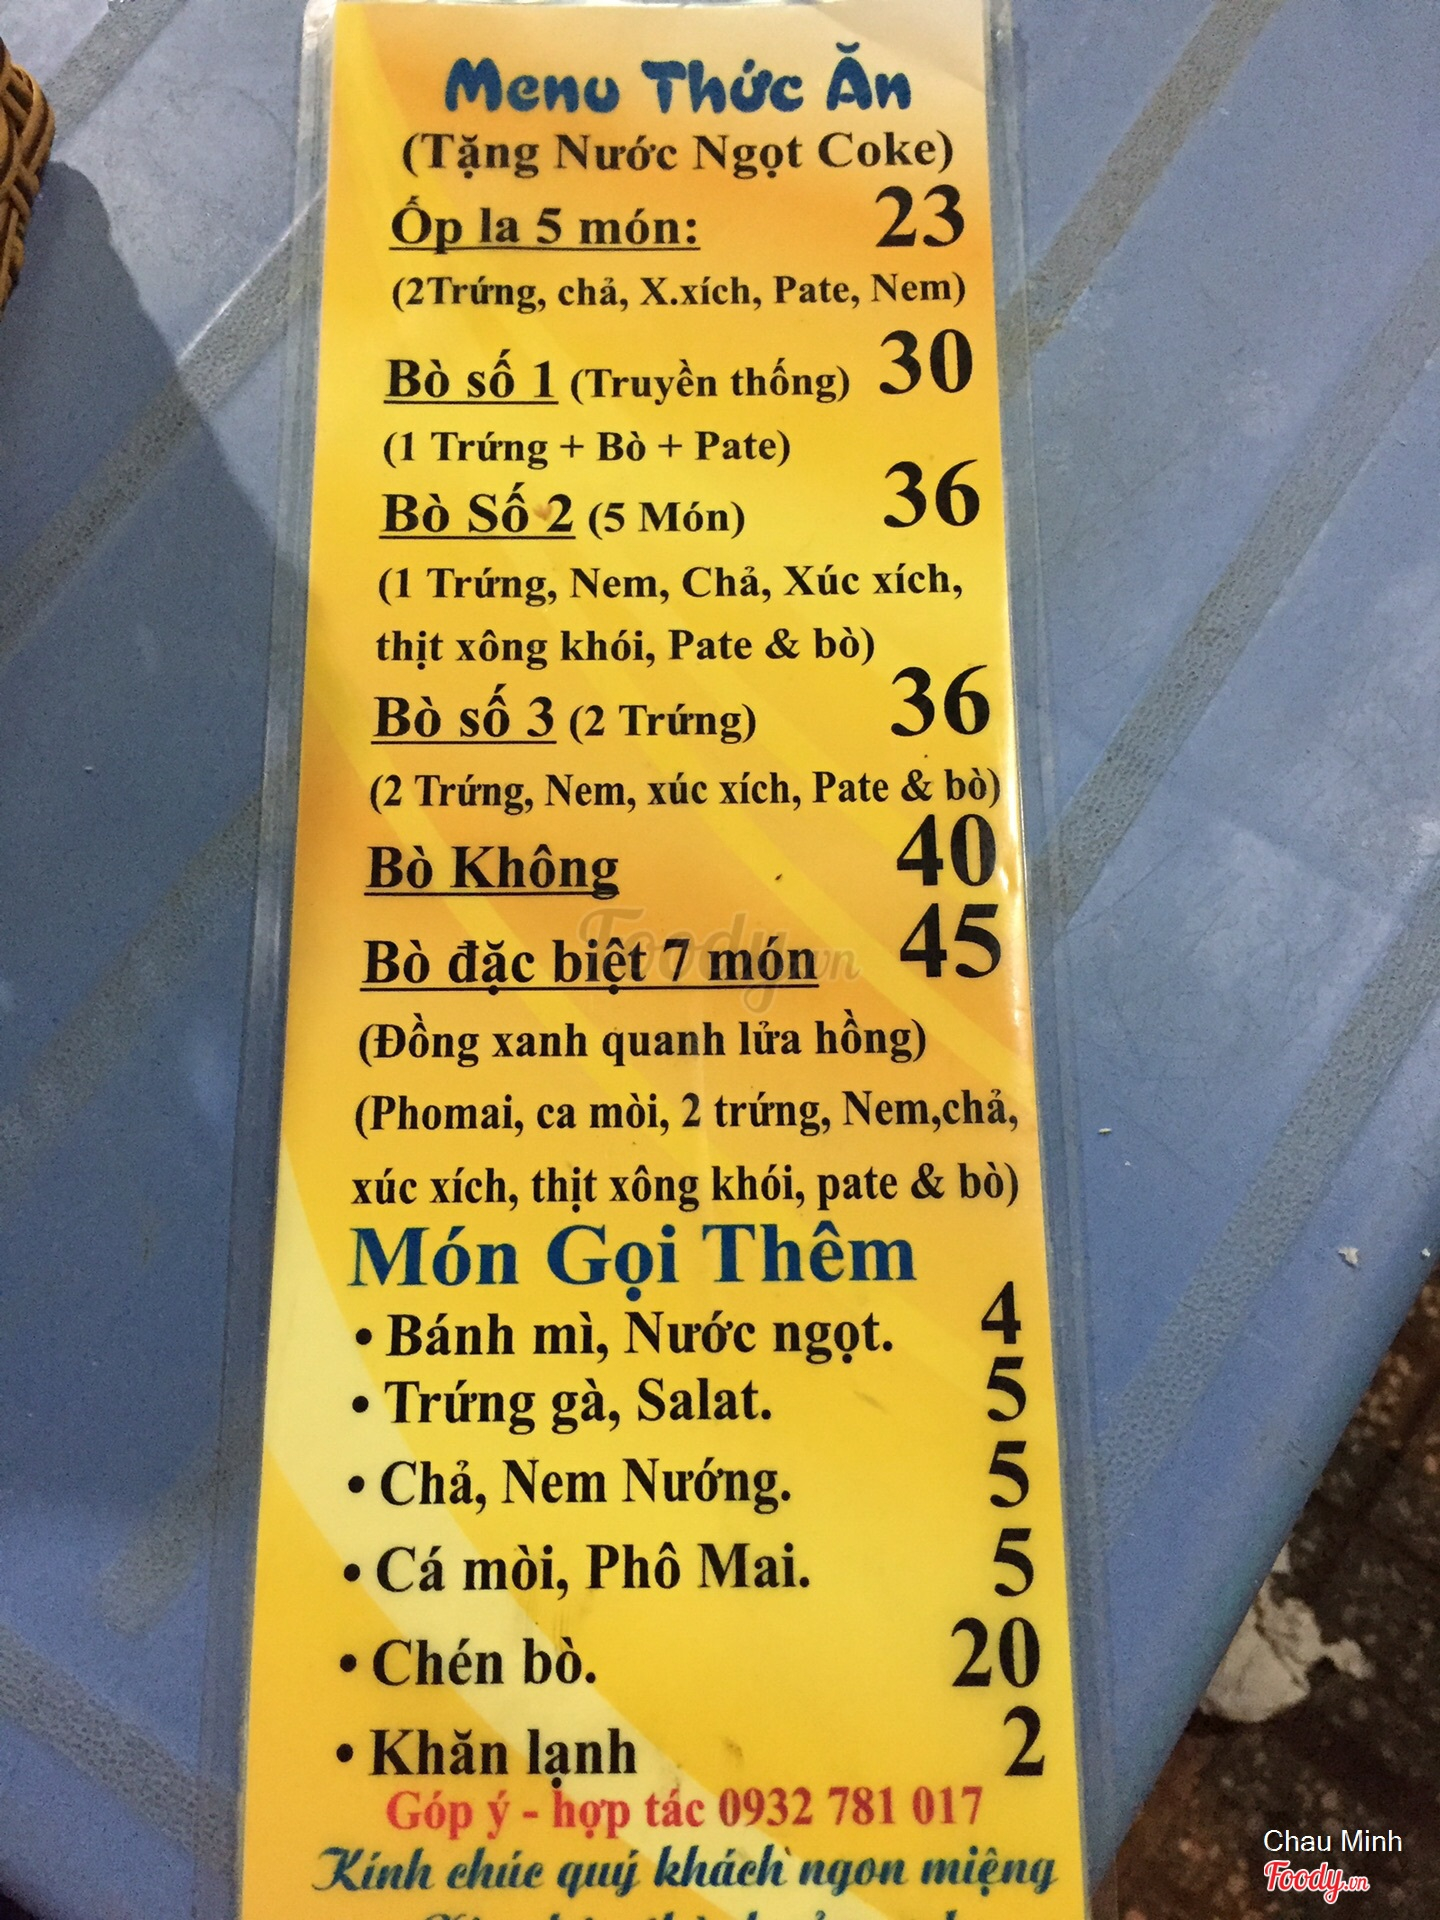 Menu Thức Ăn
(Tặng Nước Ngọt Coke)
Ốp la 5 món: 23
(2Trứng, chả, X.xích, Pate, Nem)
Bò số 1 (Truyền thống) 30
(1 Trứng + Bò + Pate)
Bò Số 2 (5 Món) 36
(1 Trứng, Nem, Chả, Xúc xích,
thịt xông khói, Pate & bò)
Bò số 3 (2 Trứng) 36
(2 Trứng, Nem, xúc xích, Pate & bò)
Bò Không 40
Bò đặc biệt 7 món 45
(Đồng xanh quanh lửa hồng)
(Phomai, ca mòi, 2 trứng, Nem,chả,
xúc xích, thịt xông khói, pate & bò)
Món Gọi Thêm
• Bánh mì, Nước ngọt. 4
• Trứng gà, Salat. 5
• Chả, Nem Nướng. 5
• Cá mòi, Phô Mai. 5
• Chén bò. 20
• Khăn lạnh 2
Góp ý - hợp tác 0932 781 017
Kính chúc quý khách ngon miệng
Foody.vn
Chau Minh
Foody.vn